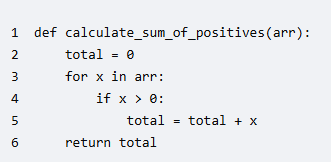 1 def calculate_sum_of_positives(arr):
2     total = 0
3     for x in arr:
4         if x > 0:
5             total = total + x
6     return total